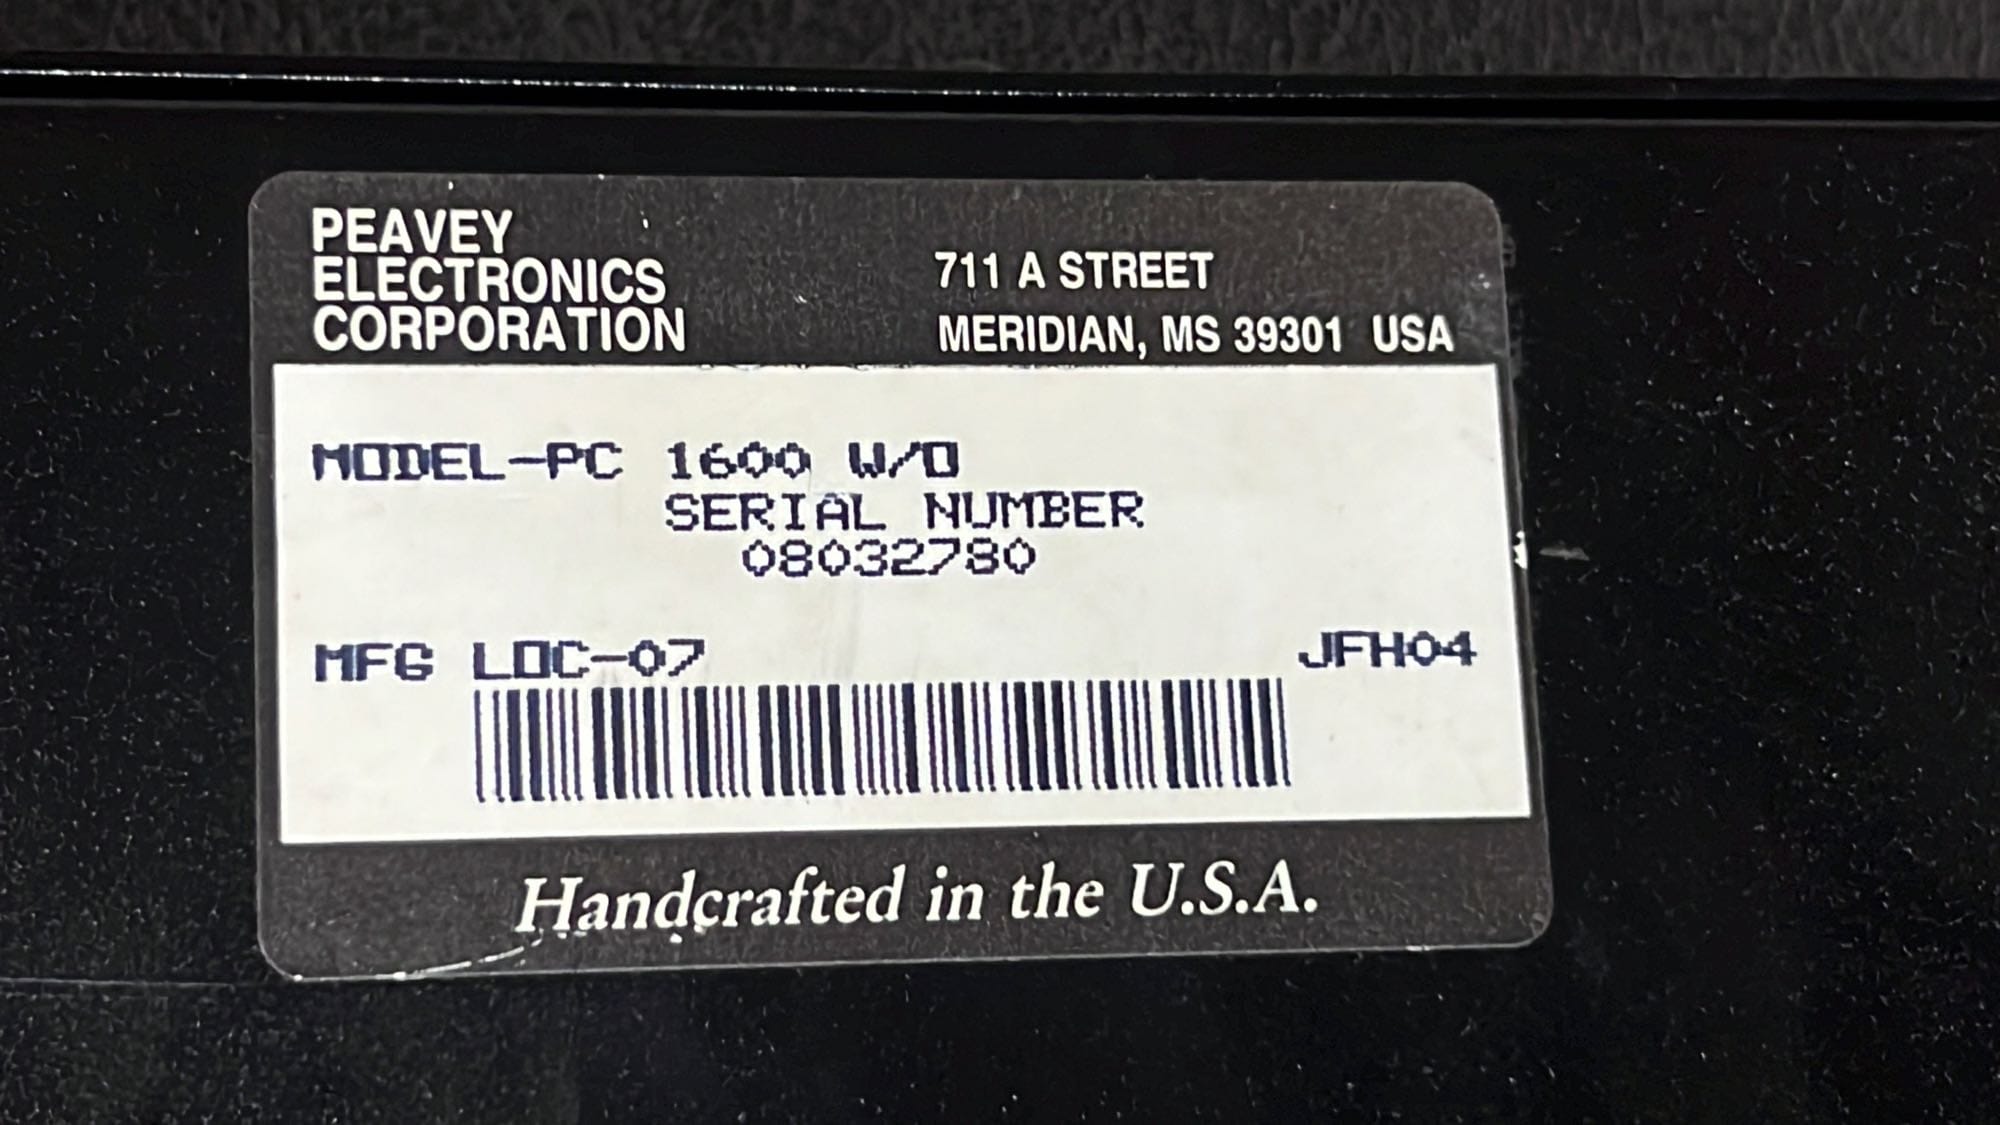 PEAVEY
ELECTRONICS
CORPORATION
711 A STREET
MERIDIAN, MS 39301 USA
MODEL-PC 1600 W/O
SERIAL NUMBER
08032780
MFG LOC-07
JFH04
Handcrafted in the U.S.A.